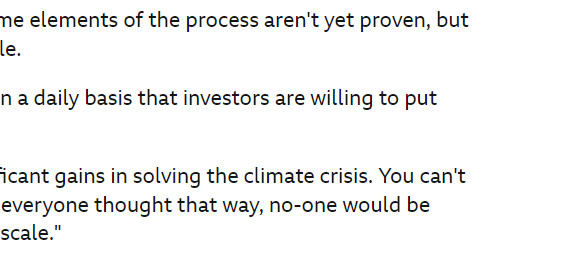 me elements of the process aren't yet proven, but
le.
n a daily basis that investors are willing to put
ficant gains in solving the climate crisis. You can't
everyone thought that way, no-one would be
scale."